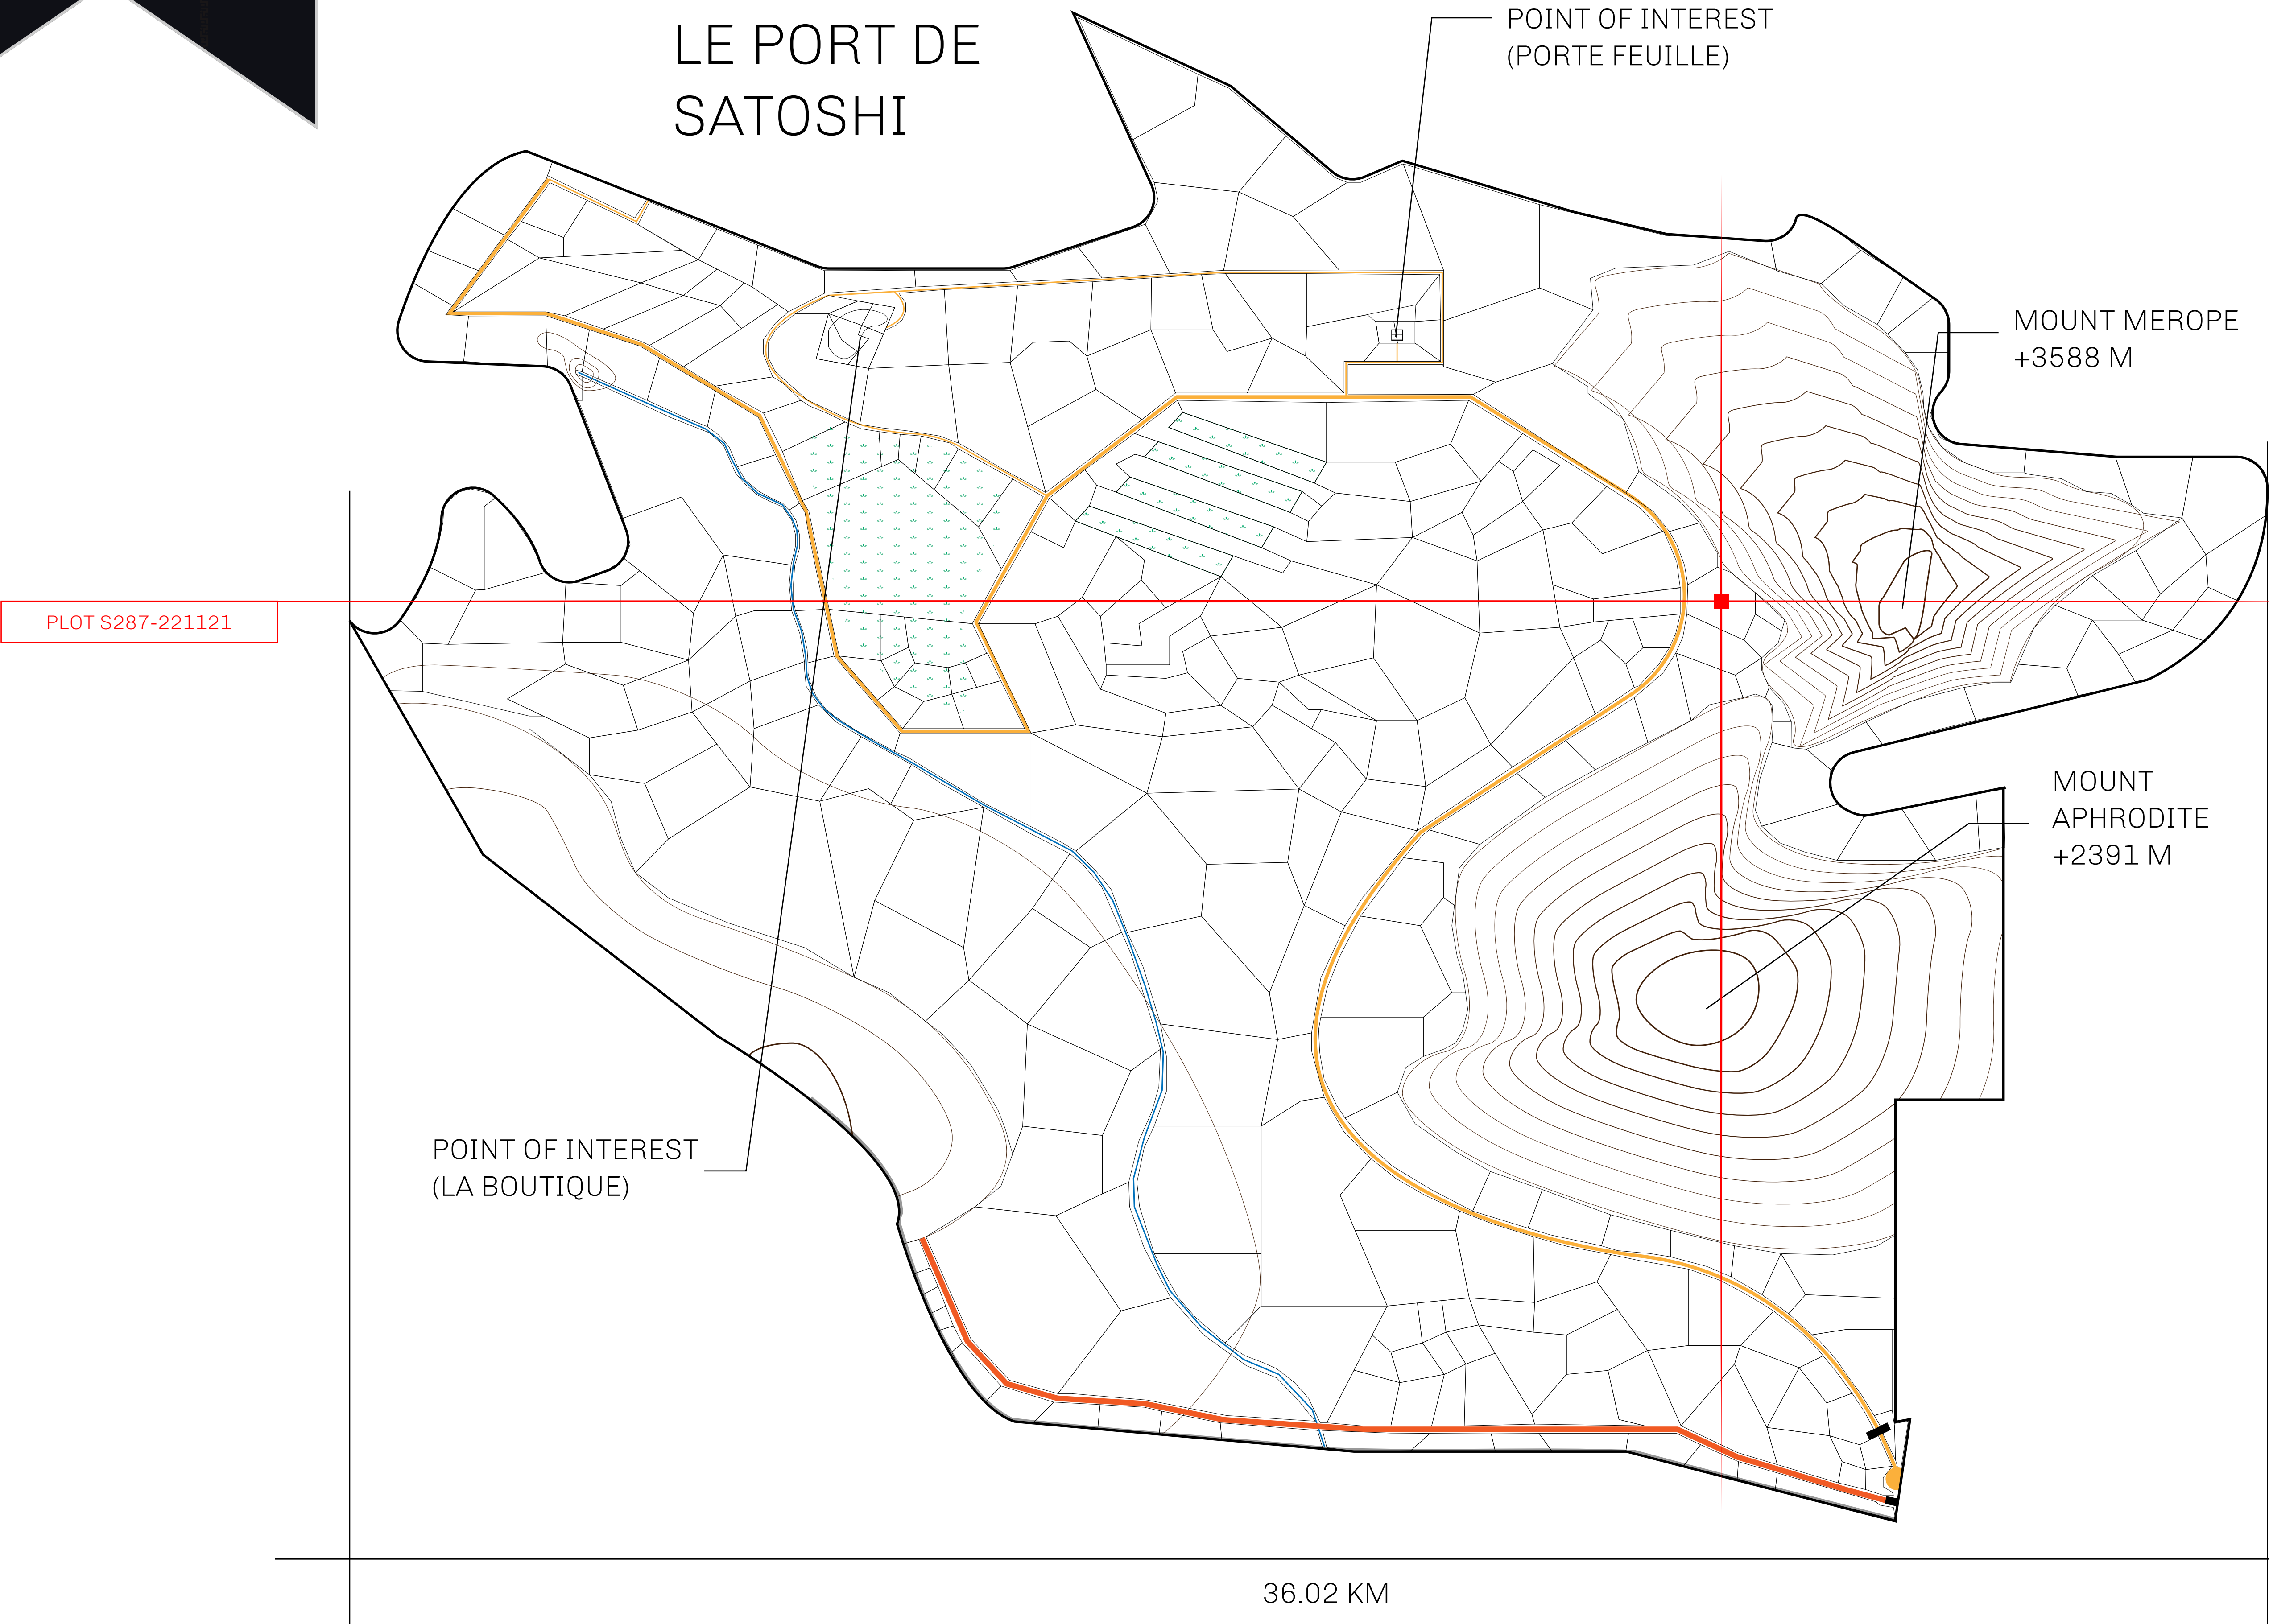 LE PORT DE
SATOSHI
POINT OF INTEREST
(PORTE FEUILLE)
MOUNT MEROPE
+3588 M
PLOT S287-221121
MOUNT
APHRODITE
+2391 M
POINT OF INTEREST
(LA BOUTIQUE)
36.02 KM